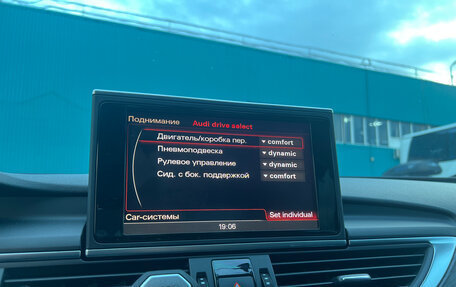 Поднимание
Audi drive select
Двигатель/коробка пер. comfort
Пневмоподвеска dynamic
Рулевое управление dynamic
Сид. с бок. поддержкой comfort
Car-системы Set individual
19:06